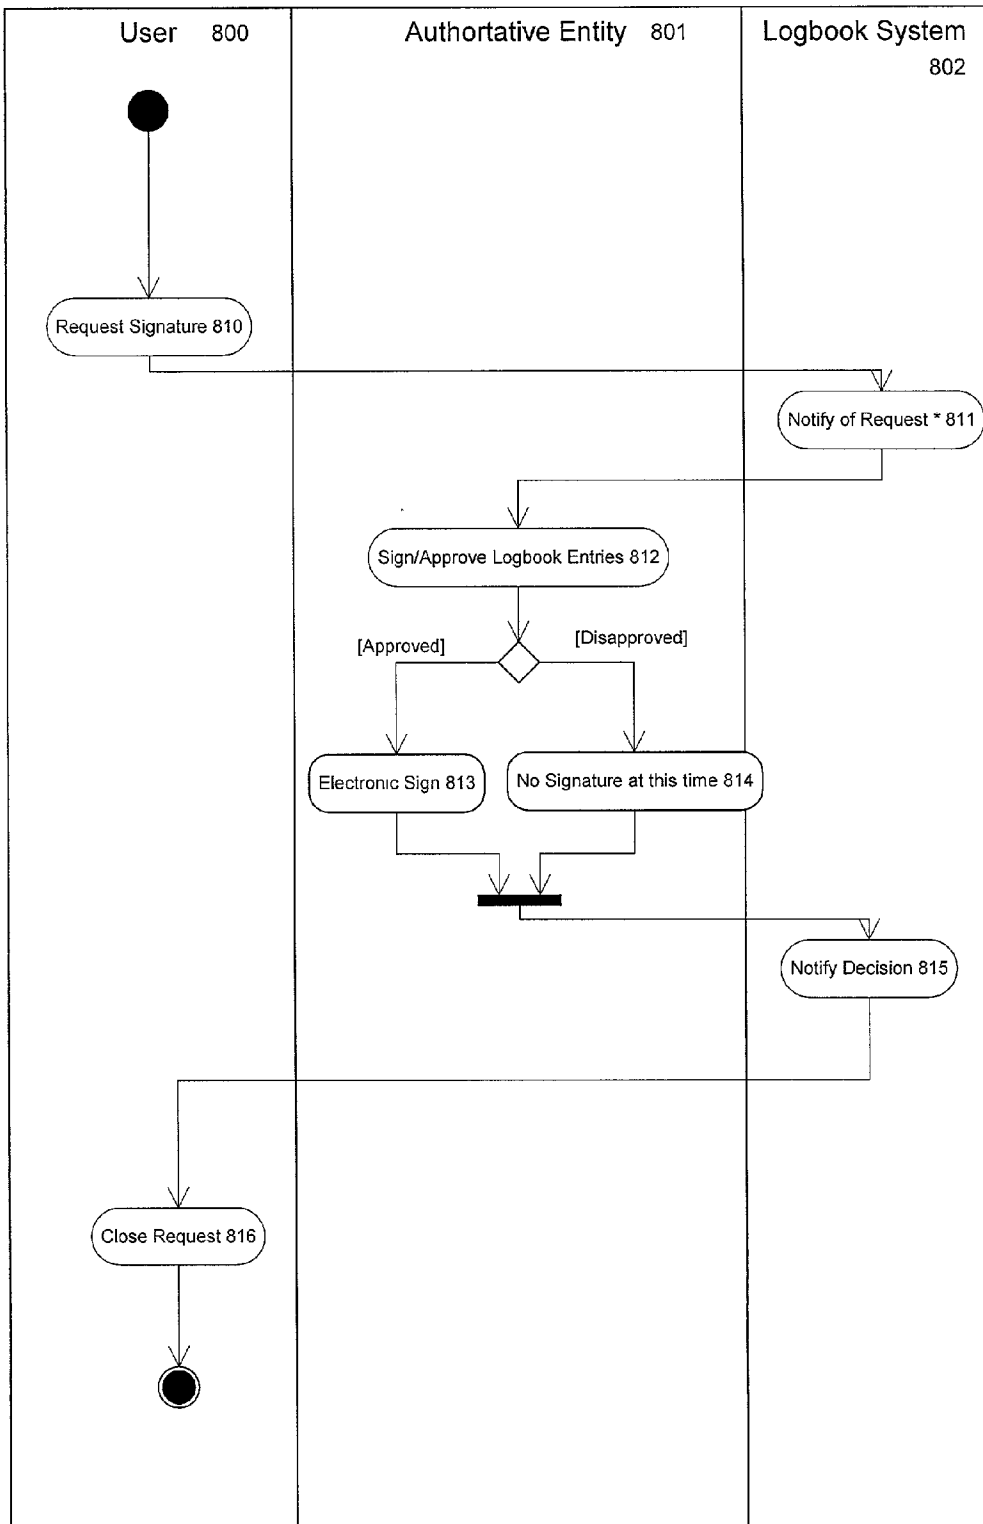 User 800
Authortative Entity 801
Logbook System
802
Request Signature 810
Notify of Request * 811
Sign/Approve Logbook Entries 812
[Approved]
[Disapproved]
Electronic Sign 813
No Signature at this time 814
Notify Decision 815
Close Request 816